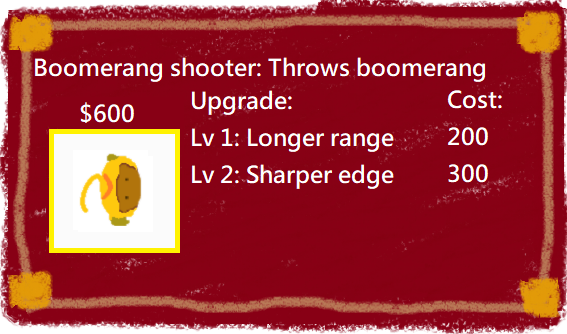 Boomerang shooter: Throws boomerang
$600
Upgrade: Cost:
Lv 1: Longer range 200
Lv 2: Sharper edge 300